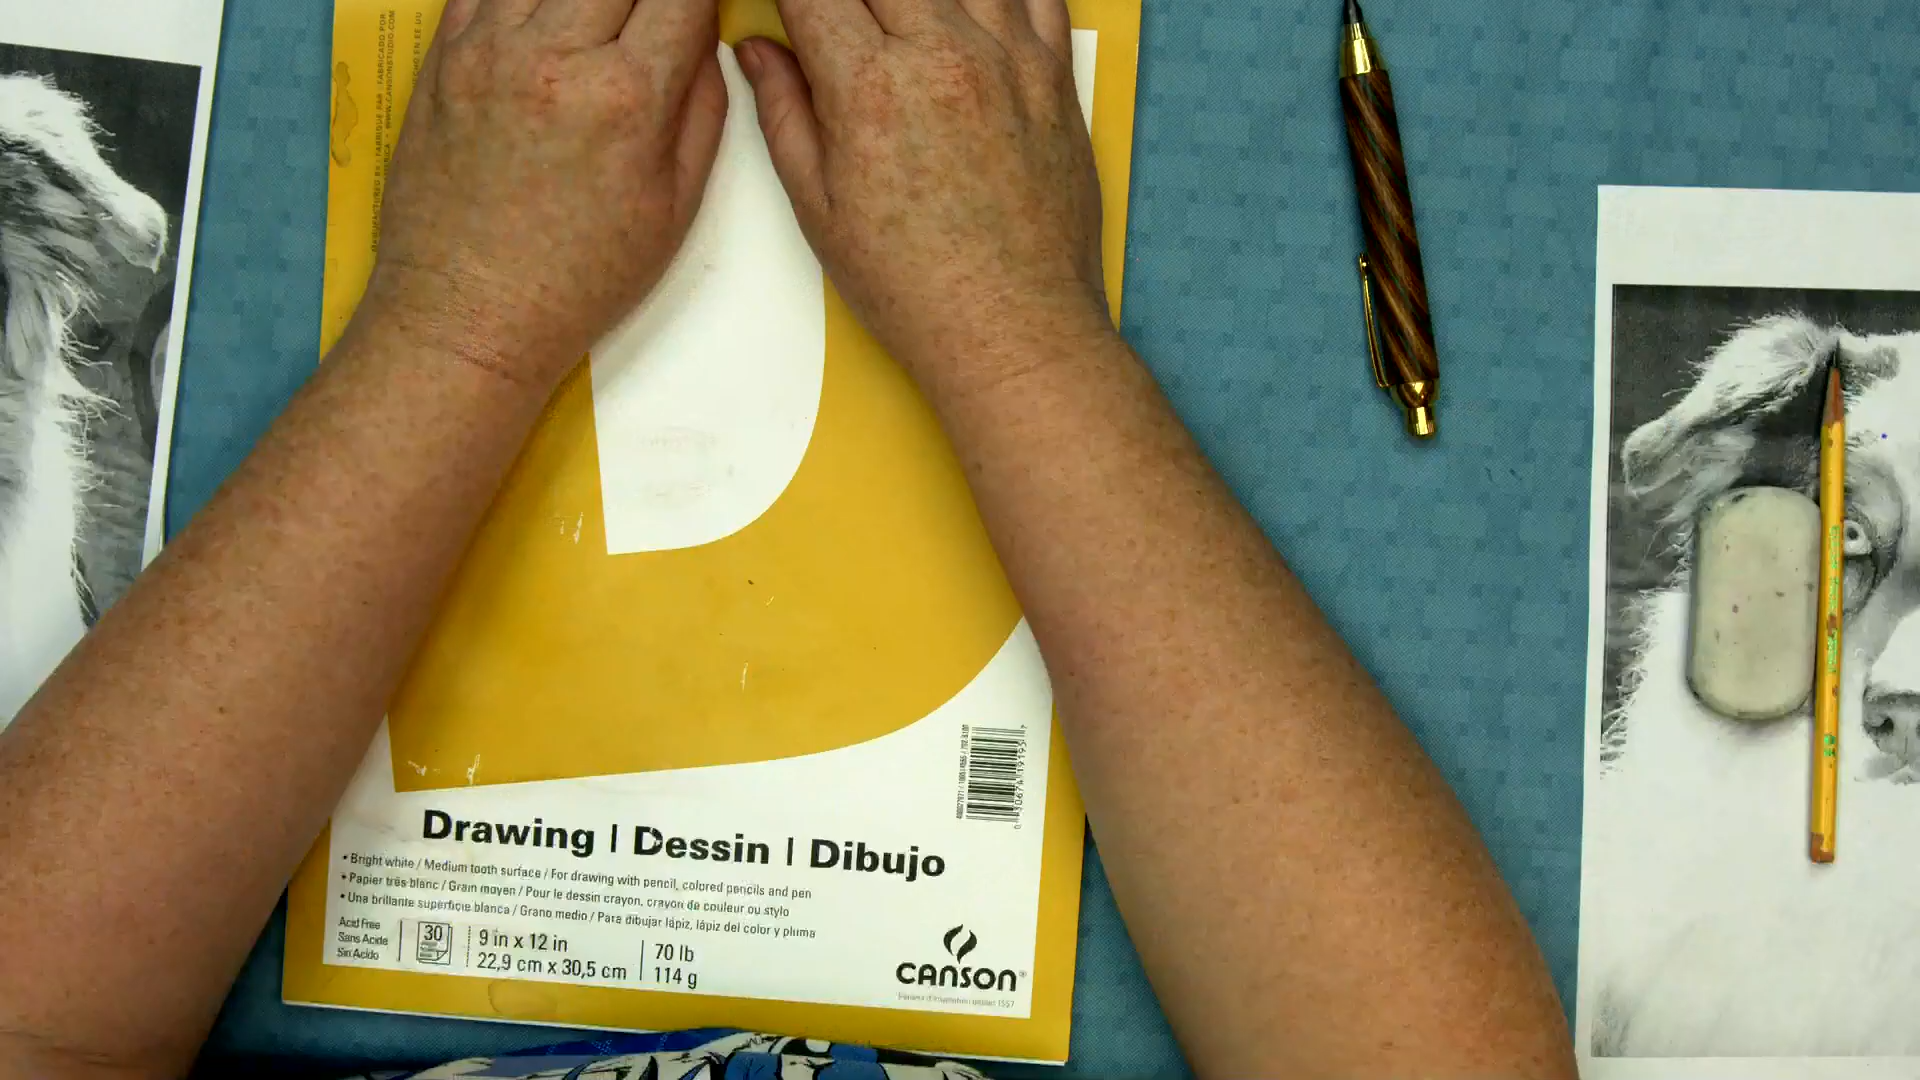 Drawing | Dessin | Dibujo
• Bright white / Medium tooth surface / For drawing with pencil, colored pencils and pen
• Papier très blanc / Grain moyen / Pour le dessin crayon, crayon de couleur ou stylo
• Una brillante superficie blanca / Grano medio / Para dibujar lápiz, lápiz del color y pluma
Acid Free
Sans Acide
Sin Acido
30
9 in x 12 in
22,9 cm x 30,5 cm
70 lb
114 g
CANSON®